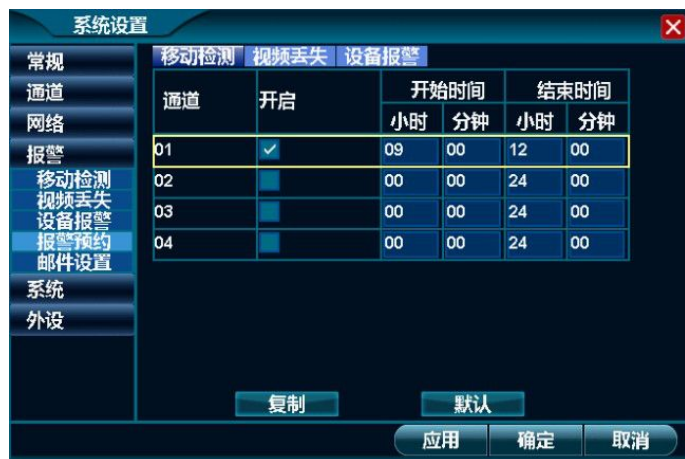 系统设置
常规
通道
网络
报警
移动检测
视频丢失
设备报警
报警预约
邮件设置
系统
外设
移动检测 视频丢失 设备报警
通道 开启 开始时间 结束时间
小时 分钟 小时 分钟
01 09 00 12 00
02 00 00 24 00
03 00 00 24 00
04 00 00 24 00
复制 默认
应用 确定 取消